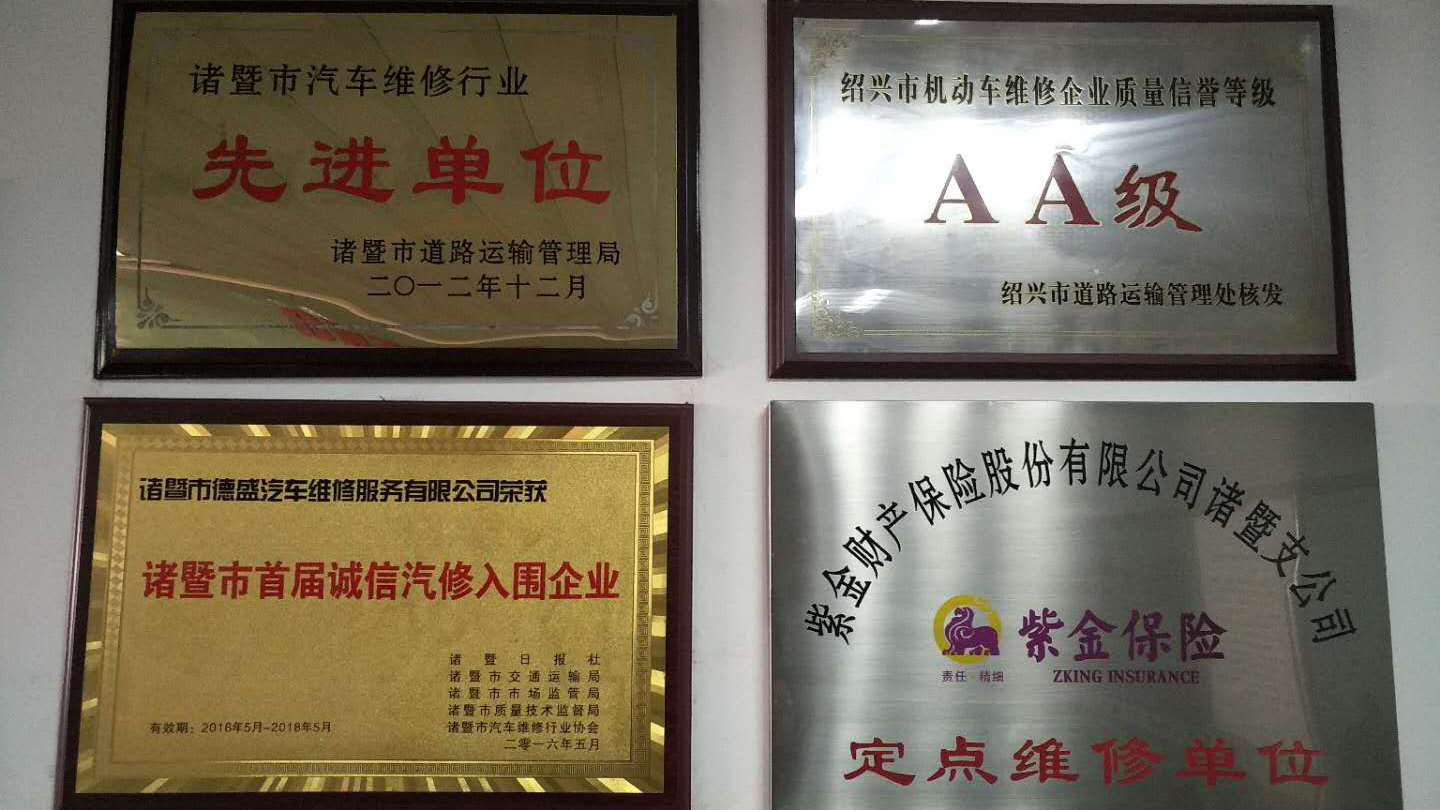 诸暨市汽车维修行业
先进单位
诸暨市道路运输管理局
二〇一二年十二月
绍兴市机动车维修企业质量信誉等级
AA级
绍兴市道路运输管理处核发
诸暨市德盛汽车维修服务有限公司荣获
诸暨市首届诚信汽修入围企业
诸暨日报社
诸暨市交通运输局
诸暨市市场监管局
诸暨市质量技术监督局
诸暨市汽车维修行业协会
有效期：2016年5月-2018年5月
二零一六年五月
紫金财产保险股份有限公司诸暨支公司
紫金保险
责任·精细
ZKING INSURANCE
定点维修单位